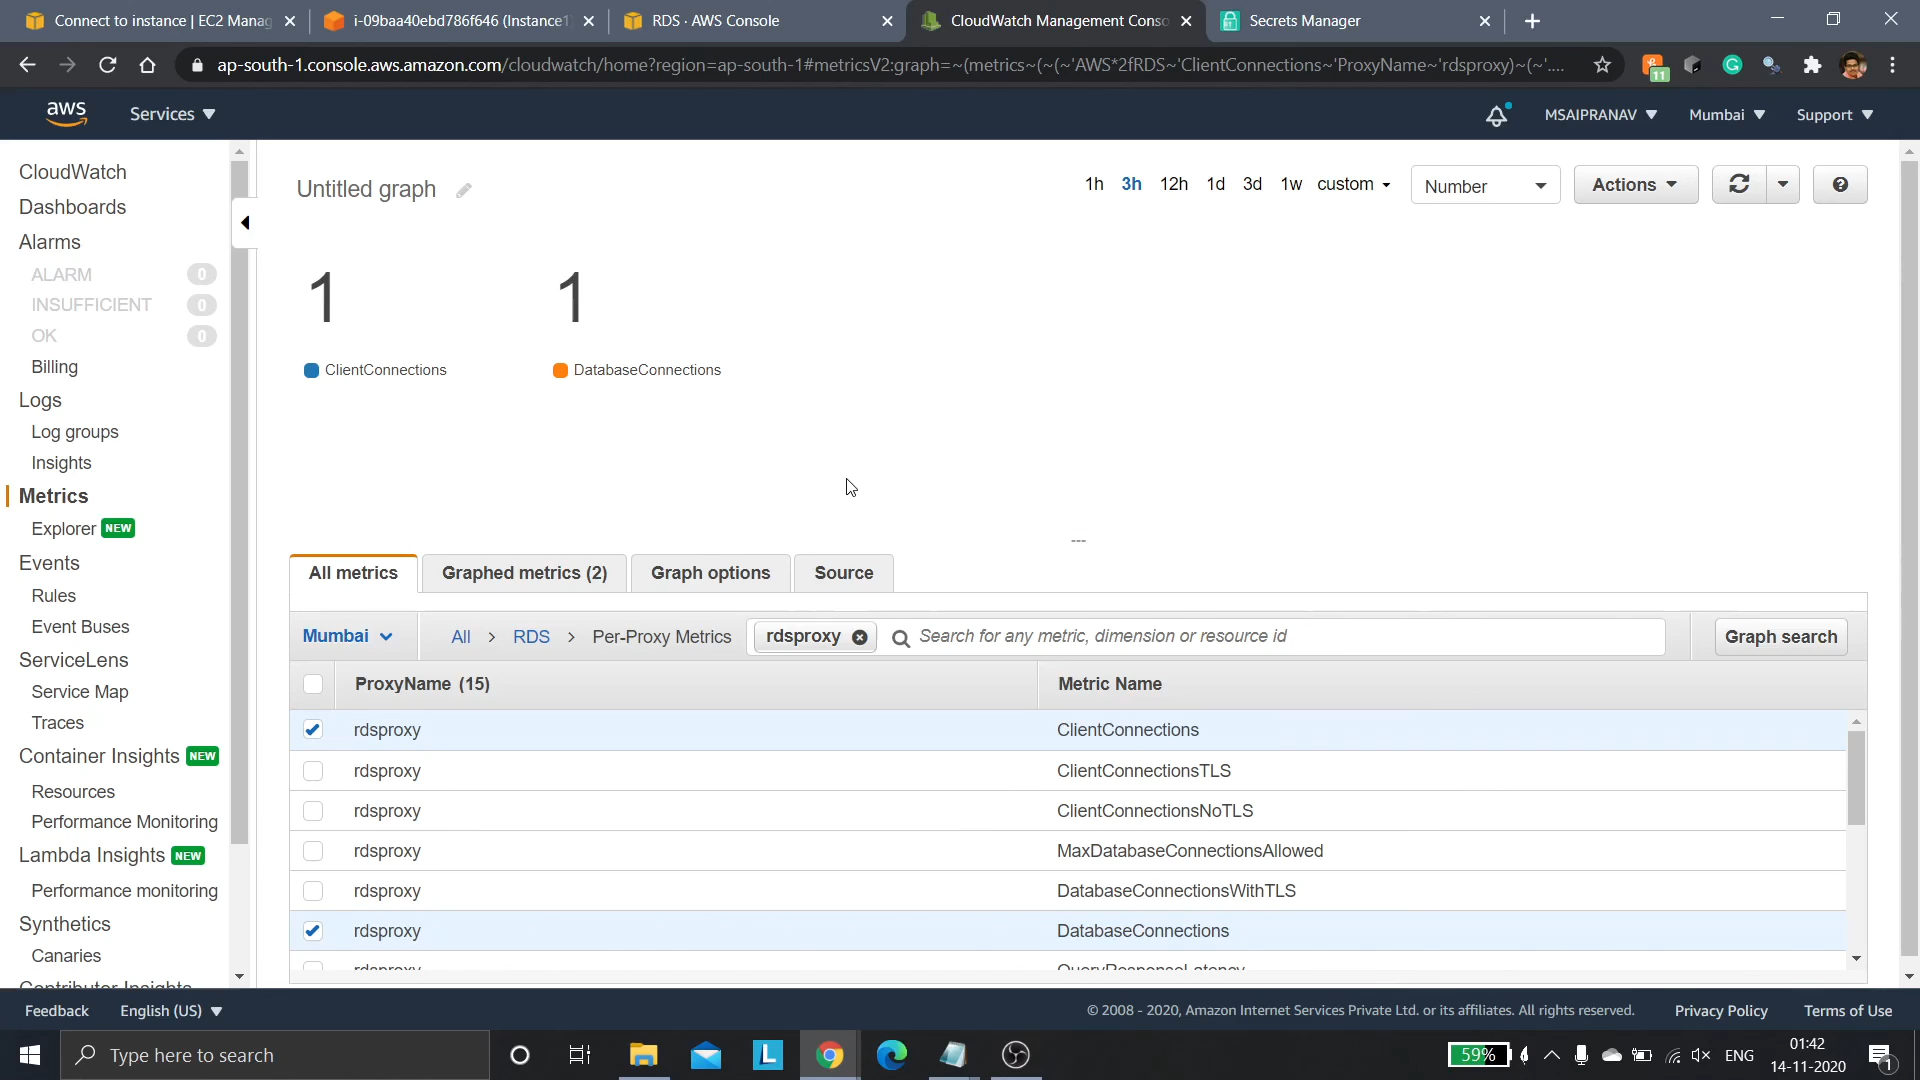 Connect to instance | EC2 Manag
i-09baa40ebd786f646 (Instance1
RDS · AWS Console
CloudWatch Management Conso
Secrets Manager
ap-south-1.console.aws.amazon.com/cloudwatch/home?region=ap-south-1#metricsV2:graph=~(metrics~(~(~'AWS*2fRDS~'ClientConnections~'ProxyName~'rdsproxy)~(~'....
11
aws
Services
MSAIPRANAV
Mumbai
Support
CloudWatch
Dashboards
Alarms
ALARM 0
INSUFFICIENT 0
OK 0
Billing
Logs
Log groups
Insights
Metrics
Explorer NEW
Events
Rules
Event Buses
ServiceLens
Service Map
Traces
Container Insights NEW
Resources
Performance Monitoring
Lambda Insights NEW
Performance monitoring
Synthetics
Canaries
Contributor Insights
Untitled graph
1h 3h 12h 1d 3d 1w custom
Number
Actions
1 1
ClientConnections DatabaseConnections
All metrics
Graphed metrics (2)
Graph options
Source
Mumbai
All > RDS > Per-Proxy Metrics
rdsproxy
Search for any metric, dimension or resource id
Graph search
ProxyName (15) Metric Name
rdsproxy ClientConnections
rdsproxy ClientConnectionsTLS
rdsproxy ClientConnectionsNoTLS
rdsproxy MaxDatabaseConnectionsAllowed
rdsproxy DatabaseConnectionsWithTLS
rdsproxy DatabaseConnections
rdsproxy QueryResponseLatency
Feedback
English (US)
© 2008 - 2020, Amazon Internet Services Private Ltd. or its affiliates. All rights reserved.
Privacy Policy
Terms of Use
Type here to search
L
59%
ENG
01:42
14-11-2020
1